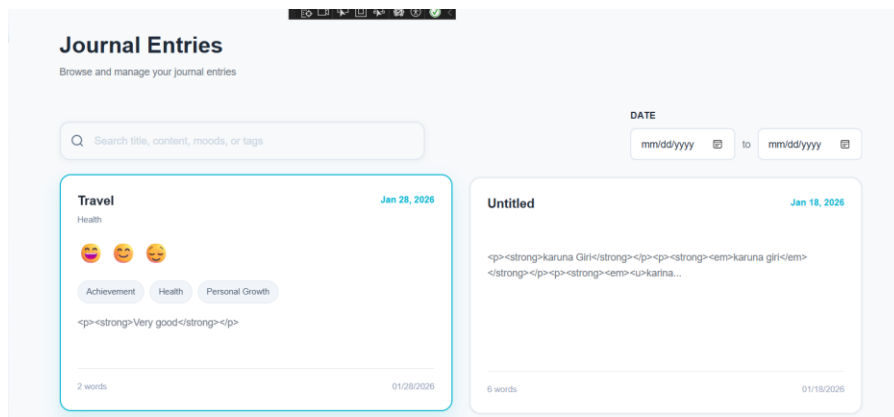 Journal Entries
Browse and manage your journal entries
DATE
Search title, content, moods, or tags
mm/dd/yyyy to mm/dd/yyyy
Travel
Jan 28, 2026
Health
Achievement Health Personal Growth
<p><strong>Very good</strong></p>
2 words
01/28/2026
Untitled
Jan 18, 2026
<p><strong>karuna Giri</strong></p><p><strong><em>karuna giri</em>
</strong></p><p><strong><em><u>karina...
6 words
01/18/2026